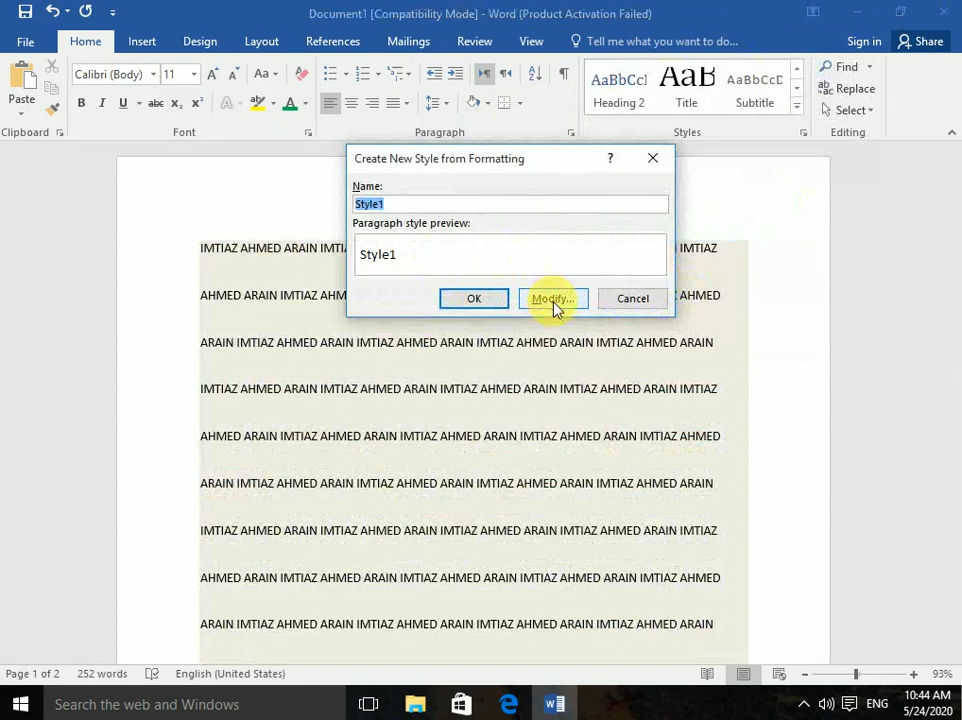 Document1 [Compatibility Mode] - Word (Product Activation Failed)
File Home Insert Design Layout References Mailings Review View Tell me what you want to do... Sign in Share
Paste
Calibri (Body) 11 Aa
B I U abc X2 X2 A A
AaBbCcI AaB AaBbCcD
Heading 2 Title Subtitle
Find
Replace
Select
Clipboard Font Paragraph Styles Editing
Create New Style from Formatting
Name:
Style1
Paragraph style preview:
Style1
OK Modify... Cancel
IMTIAZ AHMED ARAIN IMTI IMTIAZ
AHMED ARAIN IMTIAZ AHME AHMED
ARAIN IMTIAZ AHMED ARAIN IMTIAZ AHMED ARAIN IMTIAZ AHMED ARAIN IMTIAZ AHMED ARAIN
IMTIAZ AHMED ARAIN IMTIAZ AHMED ARAIN IMTIAZ AHMED ARAIN IMTIAZ AHMED ARAIN IMTIAZ
AHMED ARAIN IMTIAZ AHMED ARAIN IMTIAZ AHMED ARAIN IMTIAZ AHMED ARAIN IMTIAZ AHMED
ARAIN IMTIAZ AHMED ARAIN IMTIAZ AHMED ARAIN IMTIAZ AHMED ARAIN IMTIAZ AHMED ARAIN
IMTIAZ AHMED ARAIN IMTIAZ AHMED ARAIN IMTIAZ AHMED ARAIN IMTIAZ AHMED ARAIN IMTIAZ
AHMED ARAIN IMTIAZ AHMED ARAIN IMTIAZ AHMED ARAIN IMTIAZ AHMED ARAIN IMTIAZ AHMED
ARAIN IMTIAZ AHMED ARAIN IMTIAZ AHMED ARAIN IMTIAZ AHMED ARAIN IMTIAZ AHMED ARAIN
Page 1 of 2 252 words English (United States) 93%
Search the web and Windows
ENG
10:44 AM
5/24/2020